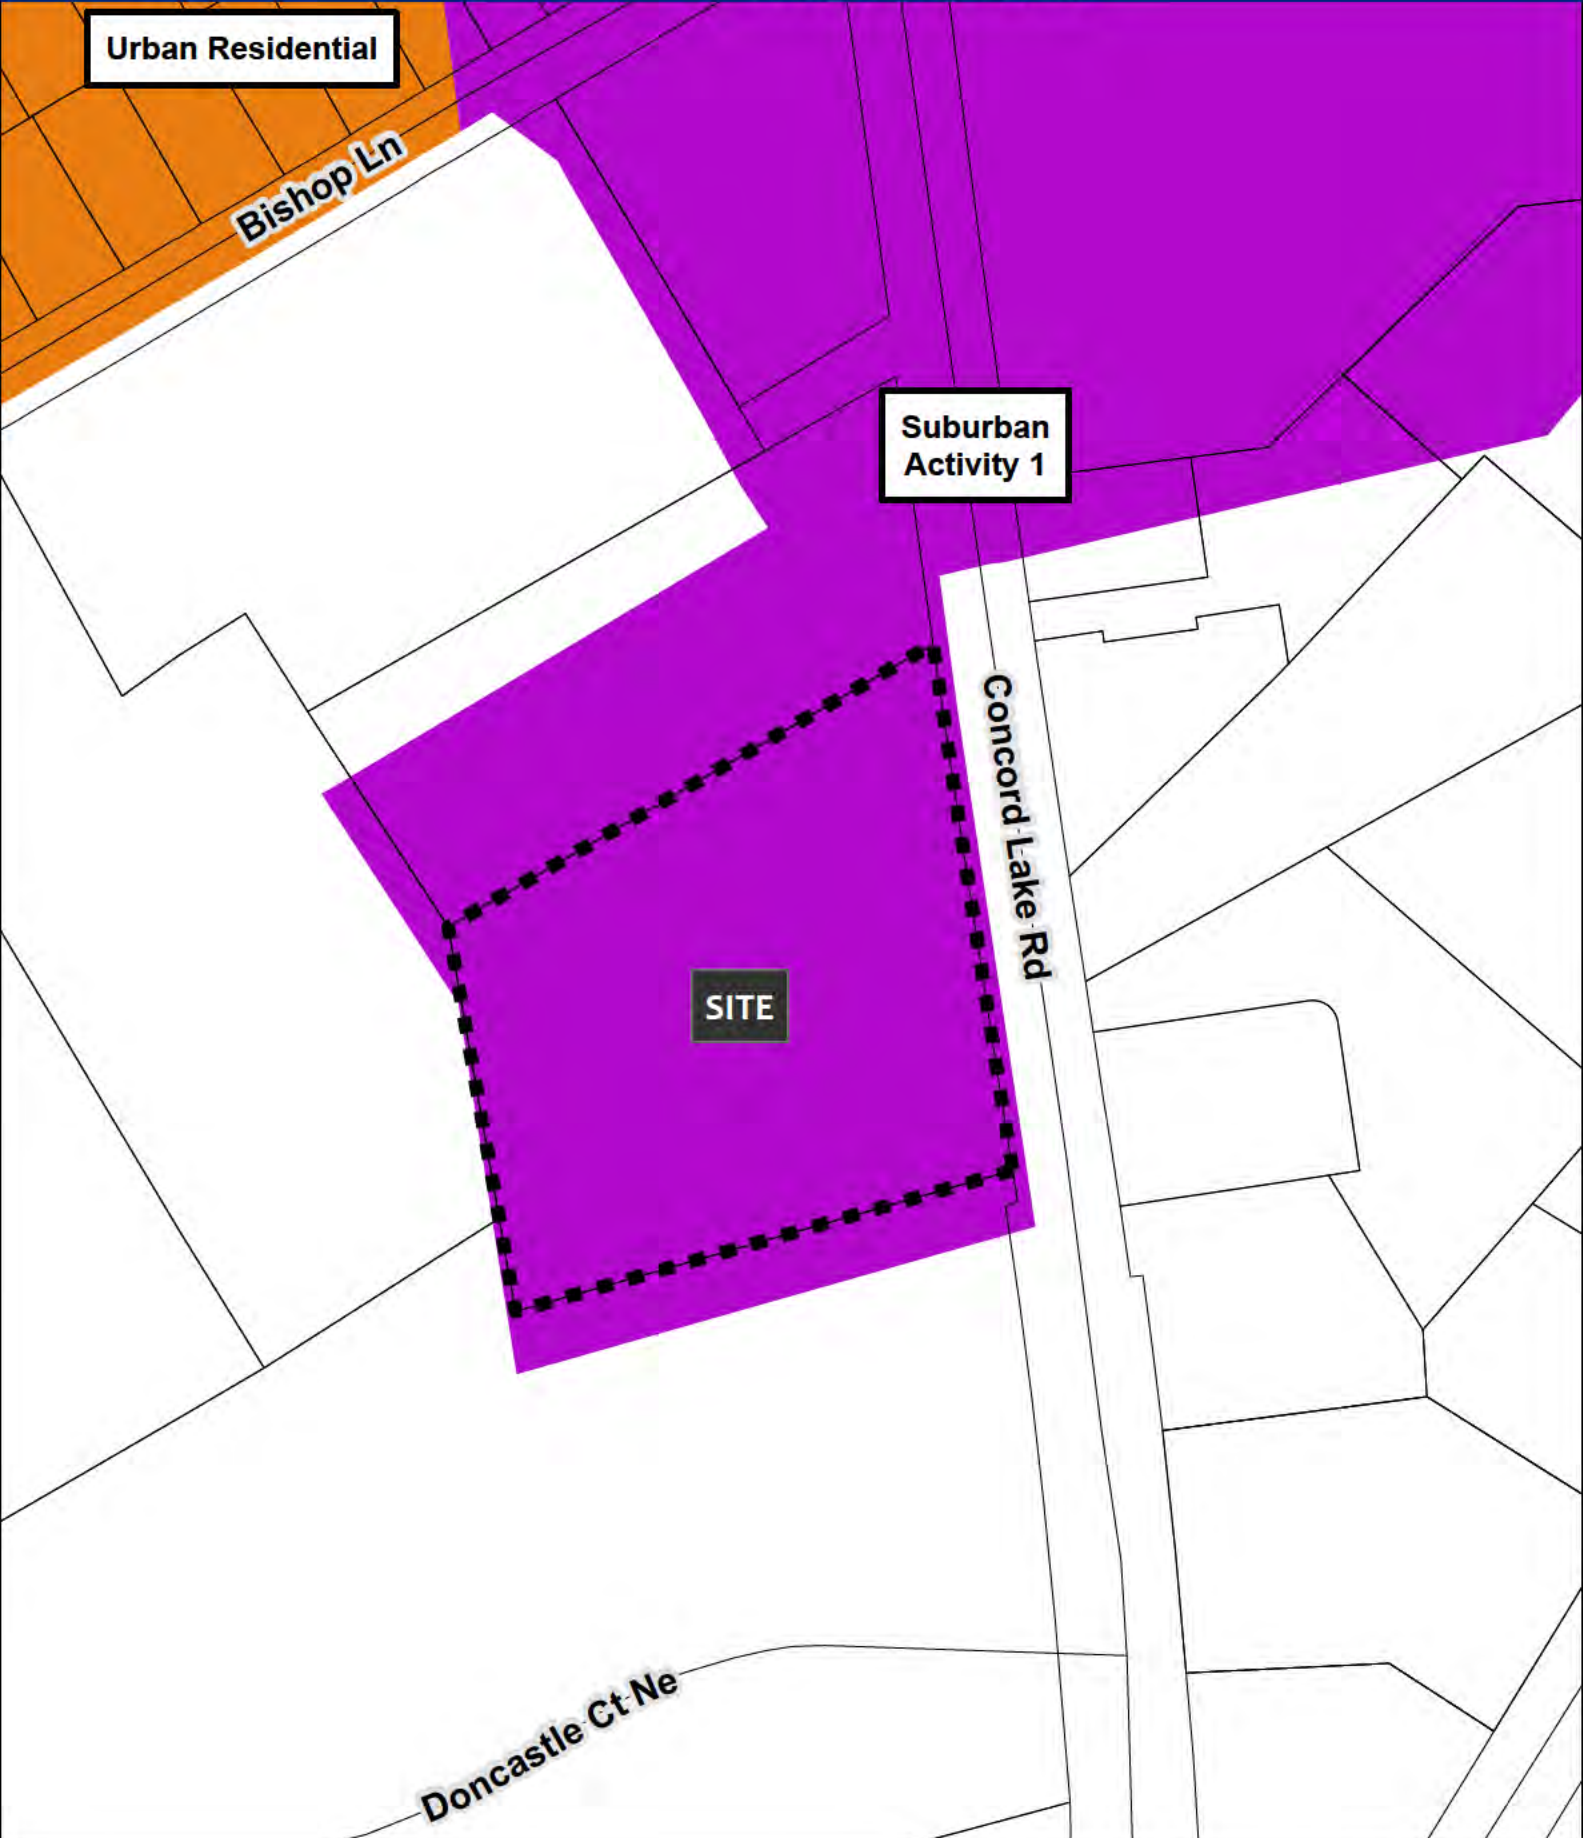 Urban Residential
Bishop Ln
Suburban
Activity 1
Concord Lake Rd
SITE
Doncastle Ct Ne